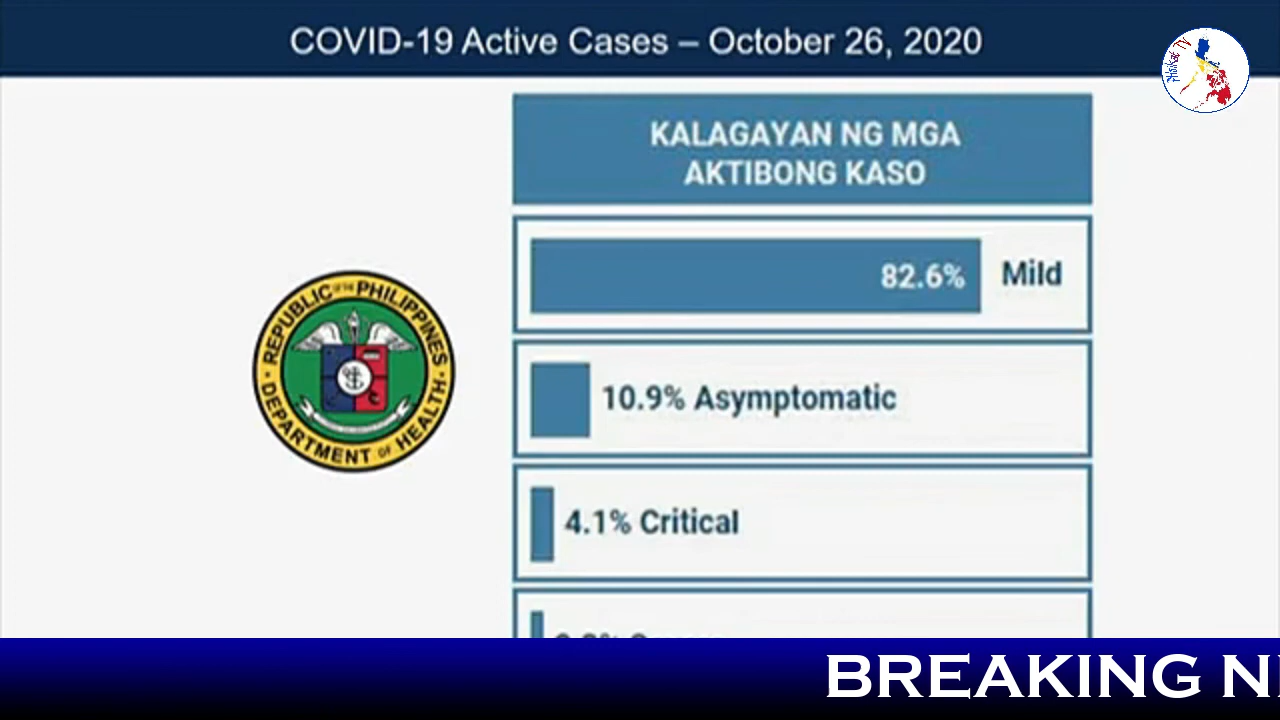 COVID-19 Active Cases – October 26, 2020
KALAGAYAN NG MGA
AKTIBONG KASO
82.6% Mild
10.9% Asymptomatic
4.1% Critical
REPUBLIC OF THE PHILIPPINES
DEPARTMENT OF HEALTH
BREAKING